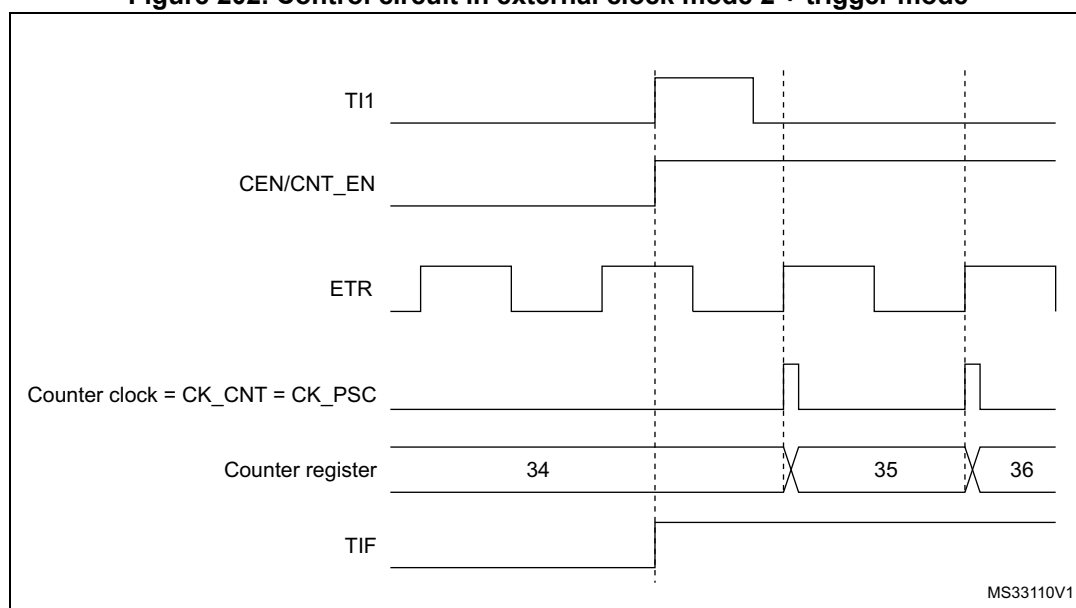 Figure 202. Control circuit in external clock mode 2 + trigger mode
TI1
CEN/CNT_EN
ETR
Counter clock = CK_CNT = CK_PSC
Counter register
34
35
36
TIF
MS33110V1